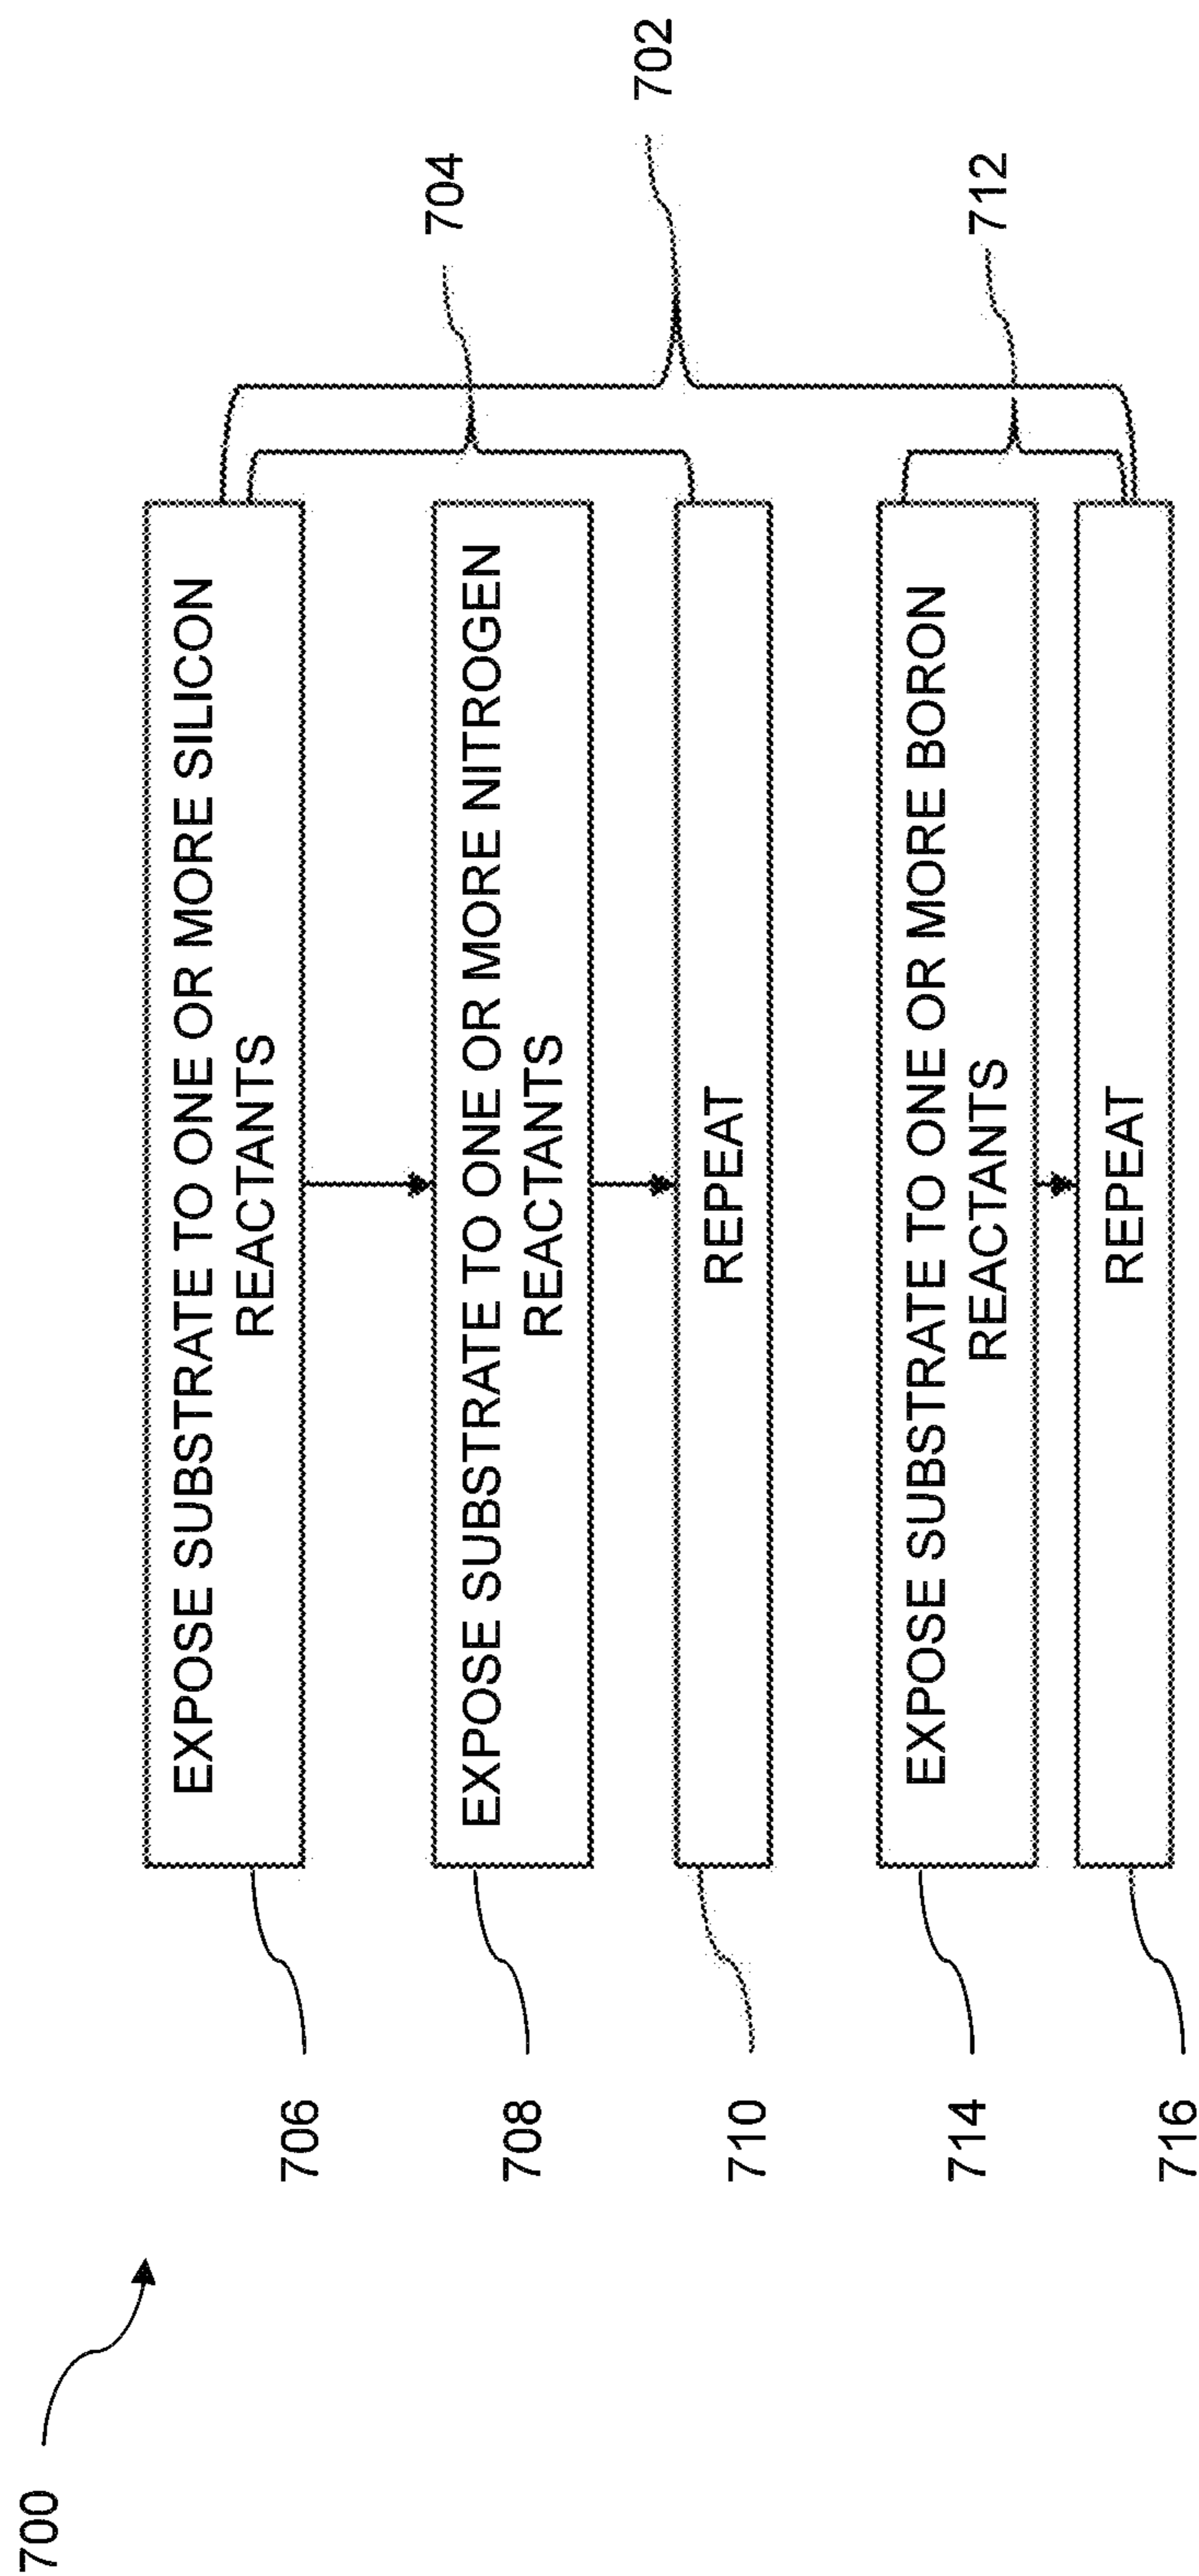 700
702
704
706
EXPOSE SUBSTRATE TO ONE OR MORE SILICON
REACTANTS
708
EXPOSE SUBSTRATE TO ONE OR MORE NITROGEN
REACTANTS
710
REPEAT
712
714
EXPOSE SUBSTRATE TO ONE OR MORE BORON
REACTANTS
716
REPEAT